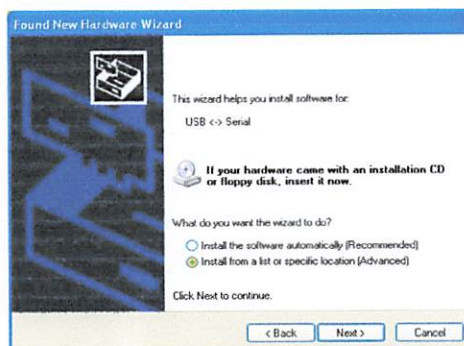 Found New Hardware Wizard
This wizard helps you install software for:
USB <-> Serial
If your hardware came with an installation CD
or floppy disk, insert it now.
What do you want the wizard to do?
Install the software automatically (Recommended)
Install from a list or specific location (Advanced)
Click Next to continue.
< Back
Next >
Cancel